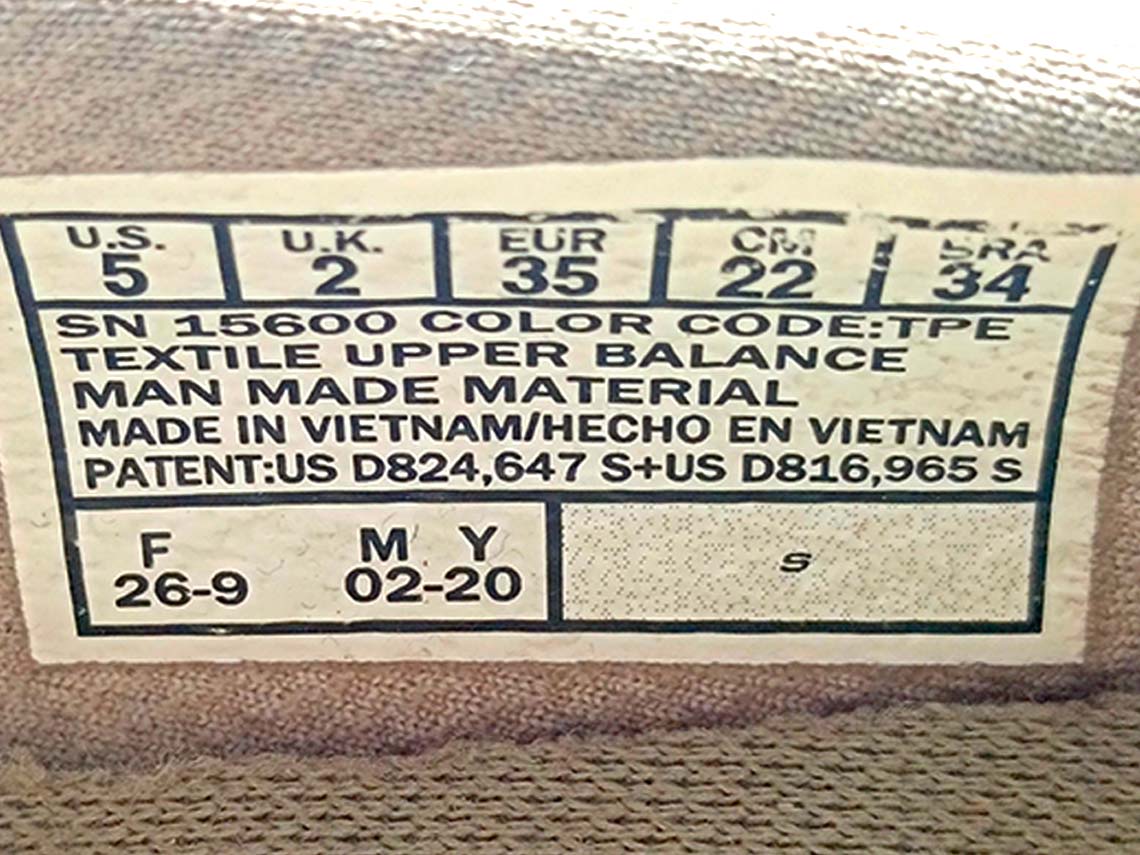 U.S. U.K. EUR CM BRA
5 2 35 22 34
SN 15600 COLOR CODE:TPE
TEXTILE UPPER BALANCE
MAN MADE MATERIAL
MADE IN VIETNAM/HECHO EN VIETNAM
PATENT:US D824,647 S+US D816,965 S
F M Y
26-9 02-20 S